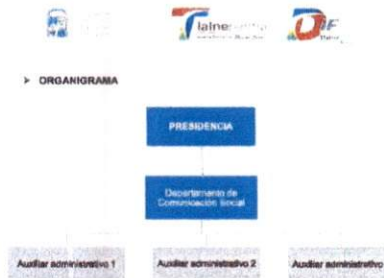 Tlalne
DIF
➤ ORGANIGRAMA
PRESIDENCIA
Departamento de
Comunicación Social
Auxiliar administrativo 1
Auxiliar administrativo 2
Auxiliar administrativo